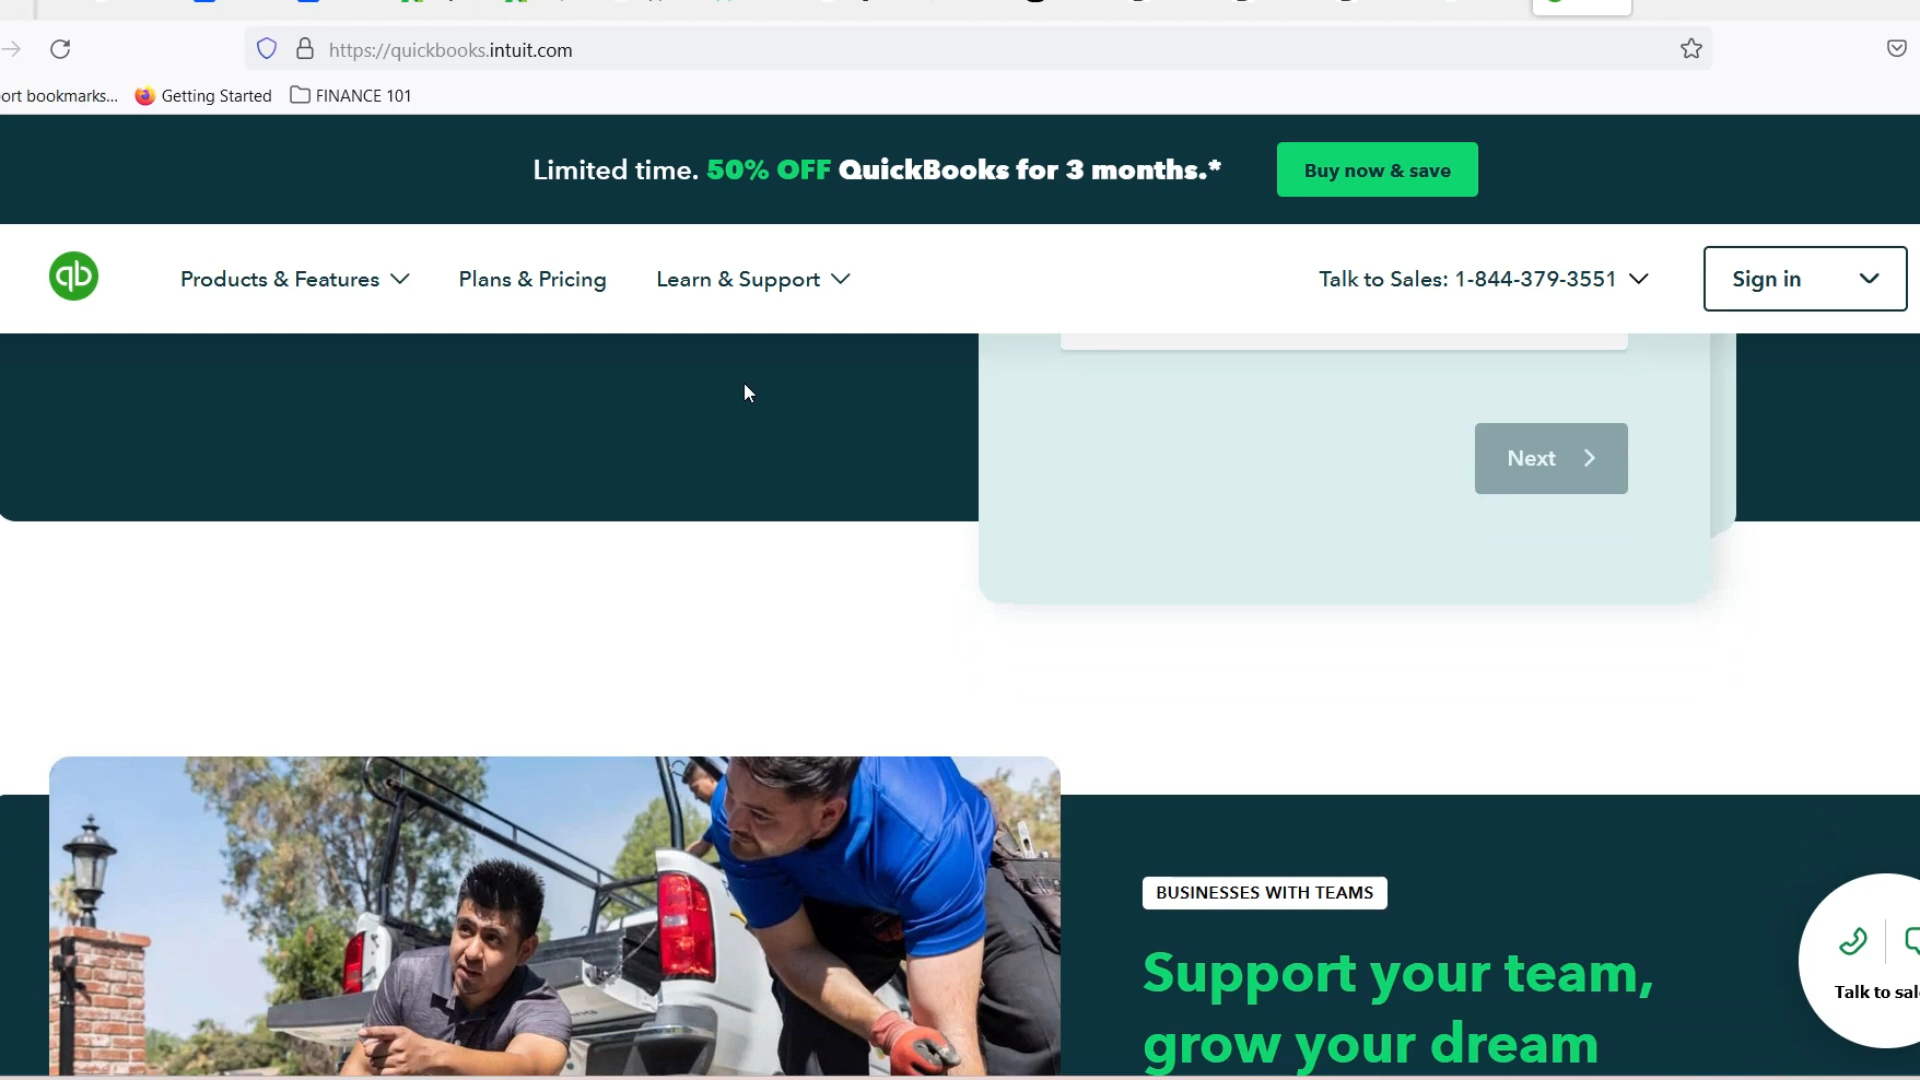 https://quickbooks.intuit.com
ort bookmarks... Getting Started FINANCE 101
Limited time. 50% OFF QuickBooks for 3 months.* Buy now & save
qb Products & Features Plans & Pricing Learn & Support Talk to Sales: 1-844-379-3551 Sign in
Next
BUSINESSES WITH TEAMS
Support your team,
grow your dream
Talk to sal